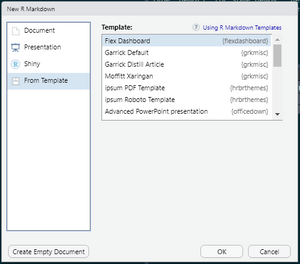 New R Markdown
Document
Presentation
Shiny
From Template
Template:
Using R Markdown Templates
Flex Dashboard {flexdashboard}
Garrick Default {grkmisc}
Garrick Distill Article {grkmisc}
Moffitt Xaringan {grkmisc}
Ipsum PDF Template {hrbrthemes}
Ipsum Roboto Template {hrbrthemes}
Advanced PowerPoint presentation {officedown}
Create Empty Document
OK
Cancel